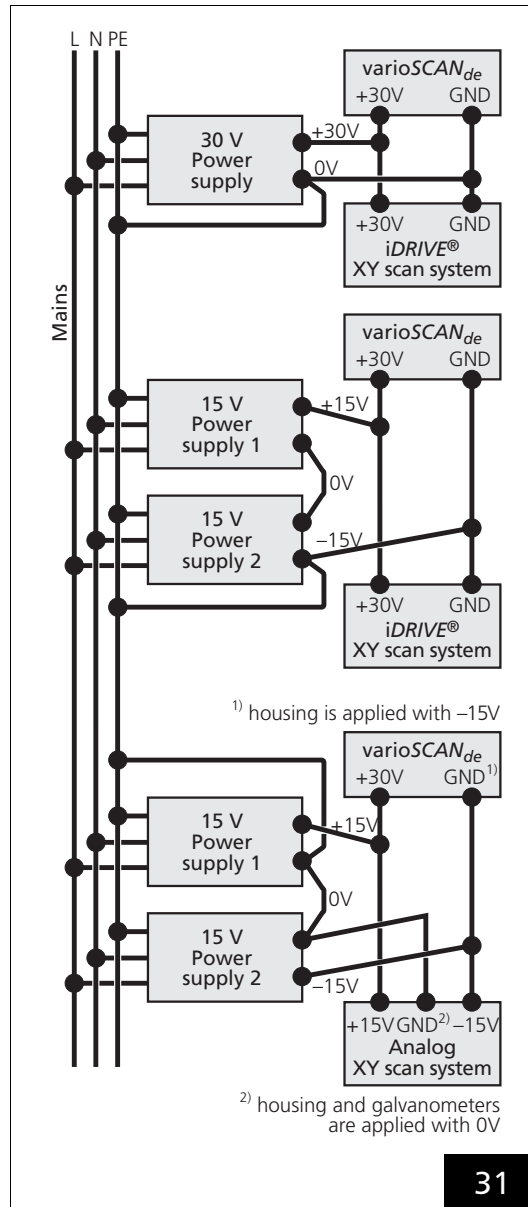 L N PE
varioSCANde
+30V GND
30 V
Power
supply
+30V
0V
+30V GND
iDRIVE®
XY scan system
Mains
varioSCANde
+30V GND
15 V
Power
supply 1
+15V
0V
15 V
Power
supply 2
–15V
+30V GND
iDRIVE®
XY scan system
1) housing is applied with –15V
varioSCANde
+30V GND1)
15 V
Power
supply 1
+15V
0V
15 V
Power
supply 2
–15V
+15V GND2) –15V
Analog
XY scan system
2) housing and galvanometers
are applied with 0V
31